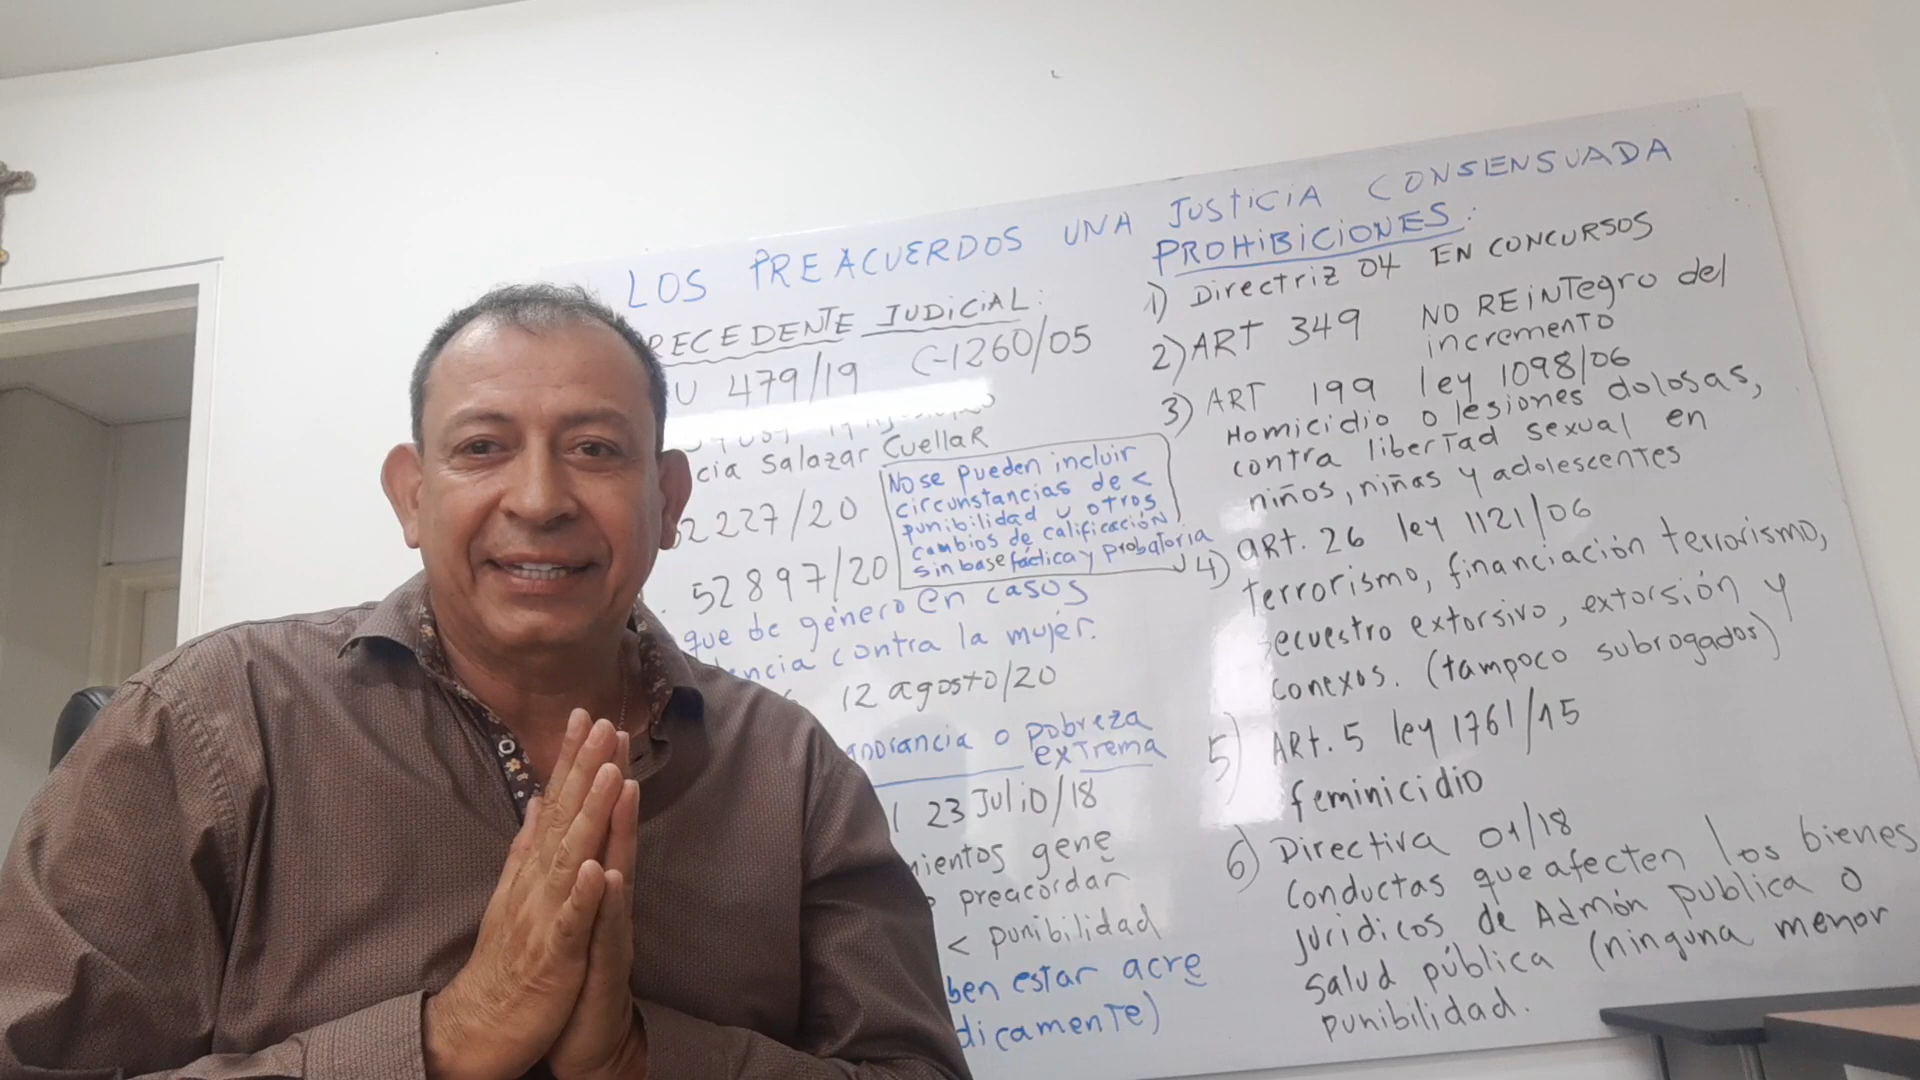 LOS PREACUERDOS UNA JUSTICIA CONSENSUADA
RECEDENTE JUDICIAL:
U 479/19 C-1260/05
cia Salazar CuellaR
2227/20
52897/20
No se pueden incluir
circunstancias de <
punibilidad u otros
cambios de calificación
sin base fáctica y probatoria
que de género en casos
encia contra la mujer.
12 agosto/20
norancia o pobreza
extrema
23 Julio/18
mientos gene
preacordar
< punibilidad
ben estar acre
dicamente)
PROHIBICIONES:
1) Directriz 04 EN CONCURSOS
2) ART 349 NO REINTegro del
incremento
3) ART 199 ley 1098/06
Homicidio o lesiones dolosas,
contra libertad sexual en
niños, niñas y adolescentes
4) art. 26 ley 1121/06
terrorismo, financiación terrorismo,
ecuestro extorsivo, extorsión y
conexos. (tampoco subrogados)
5) ARt. 5 ley 1761/15
feminicidio
6) Directiva 01/18
conductas que afecten los bienes
juridicos de Admón publica o
salud pública (ninguna menor
punibilidad.